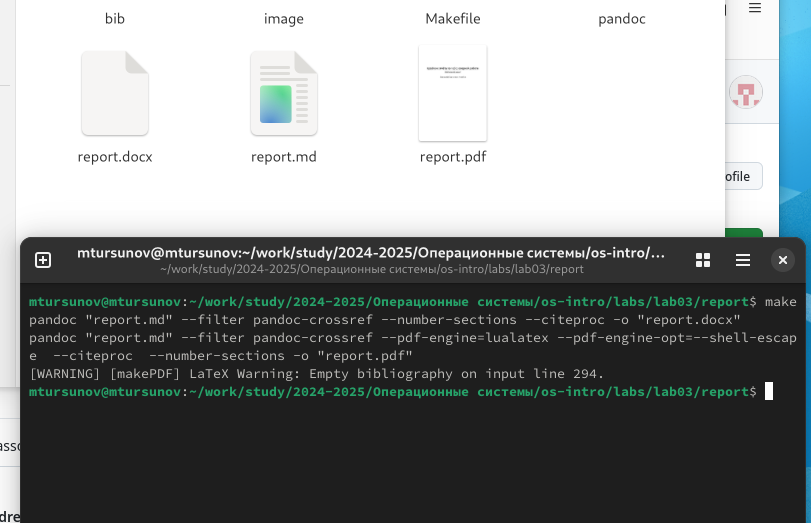 bib image Makefile pandoc
report.docx report.md report.pdf
ofile
mtursunov@mtursunov:~/work/study/2024-2025/Операционные системы/os-intro/...
~/work/study/2024-2025/Операционные системы/os-intro/labs/lab03/report
mtursunov@mtursunov:~/work/study/2024-2025/Операционные системы/os-intro/labs/lab03/report$ make
pandoc "report.md" --filter pandoc-crossref --number-sections --citeproc -o "report.docx"
pandoc "report.md" --filter pandoc-crossref --pdf-engine=lualatex --pdf-engine-opt=--shell-escap
e  --citeproc  --number-sections -o "report.pdf"
[WARNING] [makePDF] LaTeX Warning: Empty bibliography on input line 294.
mtursunov@mtursunov:~/work/study/2024-2025/Операционные системы/os-intro/labs/lab03/report$
asso
dre